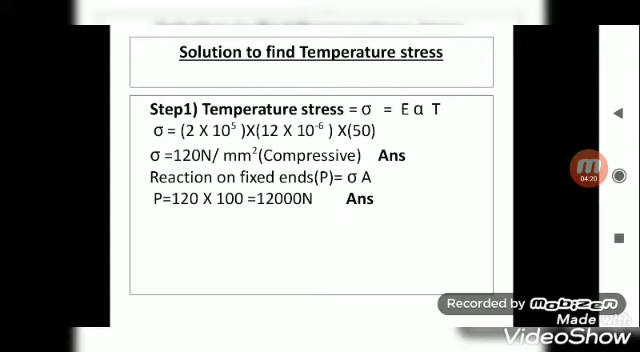 Solution to find Temperature stress
Step1) Temperature stress = σ = E α T
σ = (2 X 10⁵ )X(12 X 10⁻⁶ ) X(50)
σ =120N/ mm²(Compressive) Ans
Reaction on fixed ends(P)= σ A
P=120 X 100 =12000N Ans
04:20
Recorded by mobizen
Made with
VideoShow